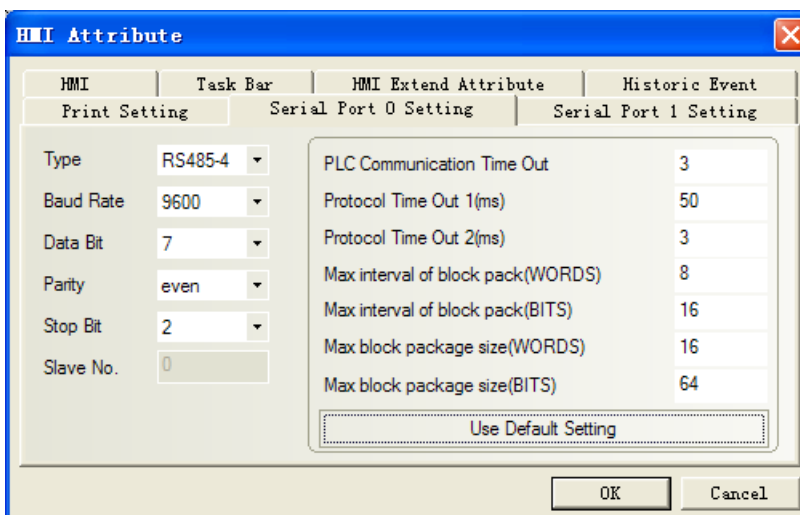 HMI Attribute
HMI Task Bar HMI Extend Attribute Historic Event
Print Setting Serial Port 0 Setting Serial Port 1 Setting
Type RS485-4 PLC Communication Time Out 3
Baud Rate 9600 Protocol Time Out 1(ms) 50
Data Bit 7 Protocol Time Out 2(ms) 3
Parity even Max interval of block pack(WORDS) 8
Stop Bit 2 Max interval of block pack(BITS) 16
Slave No. 0 Max block package size(WORDS) 16
Max block package size(BITS) 64
Use Default Setting
OK Cancel